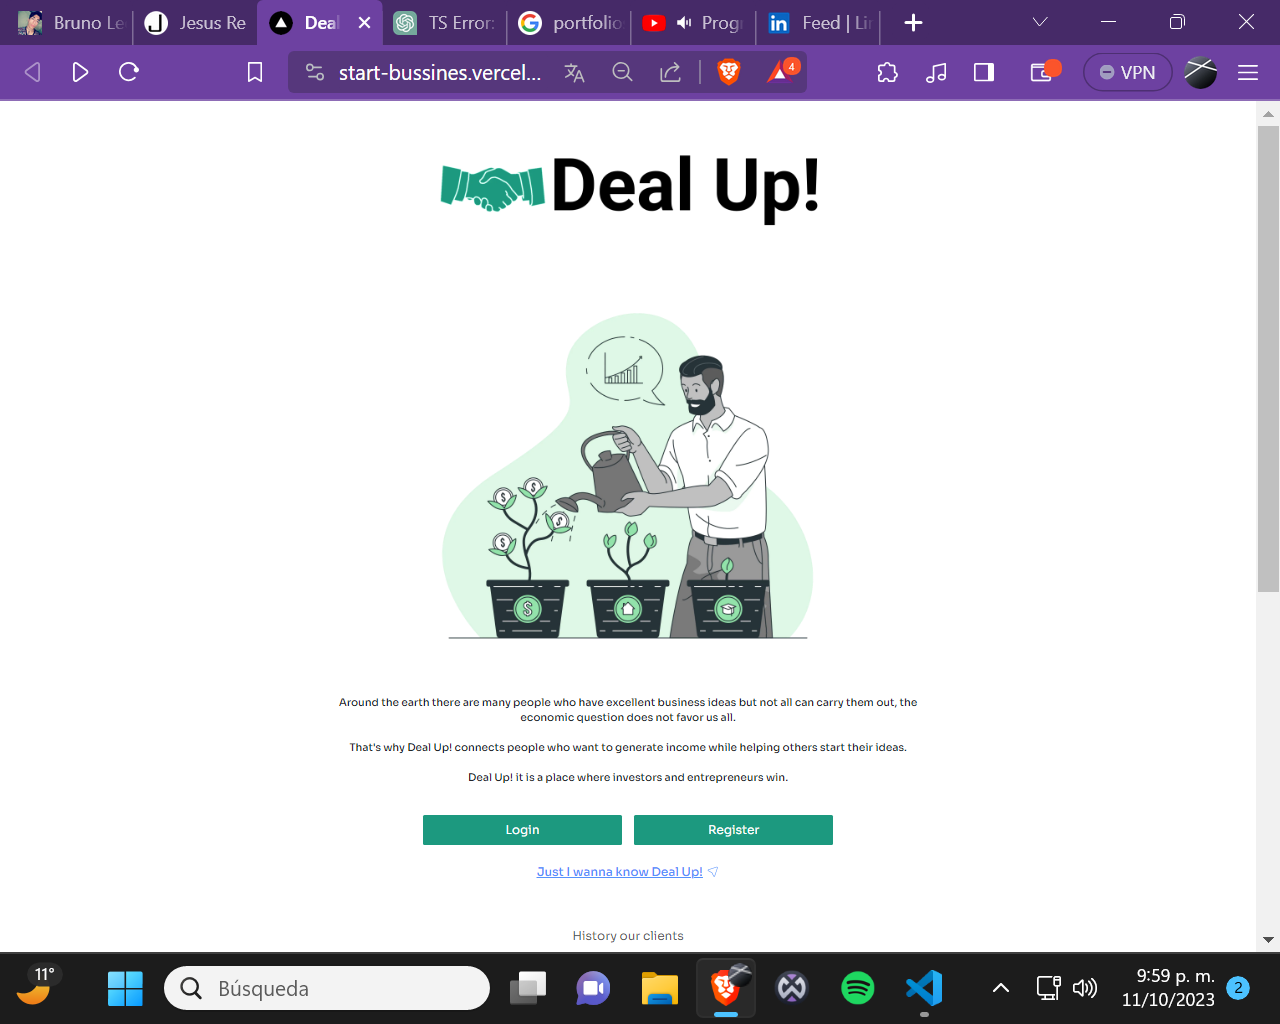 Bruno Le
Jesus Re
Deal
TS Error:
portfolio
Prog
Feed | Li
start-bussines.vercel...
4
VPN
Deal Up!
$
$
$
$
$
Around the earth there are many people who have excellent business ideas but not all can carry them out, the
economic question does not favor us all.
That's why Deal Up! connects people who want to generate income while helping others start their ideas.
Deal Up! it is a place where investors and entrepreneurs win.
Login
Register
Just I wanna know Deal Up!
History our clients
11°
Búsqueda
9:59 p. m.
11/10/2023
2